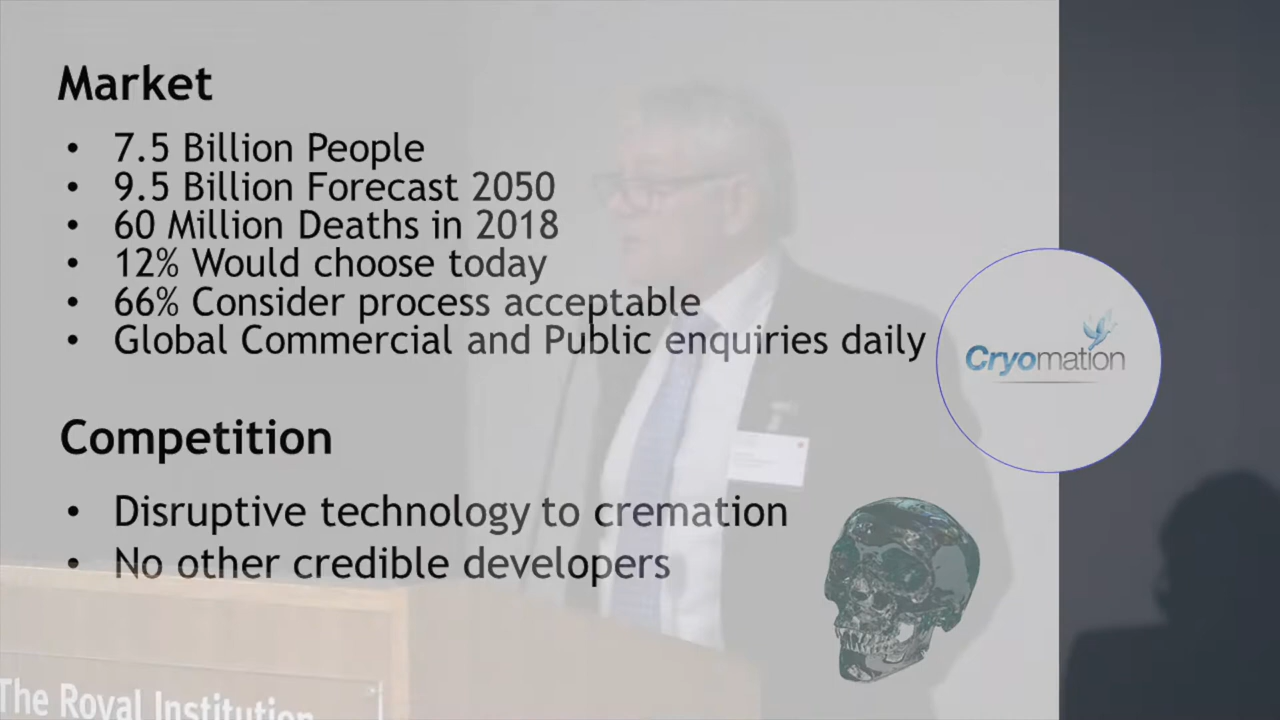 Market
• 7.5 Billion People
• 9.5 Billion Forecast 2050
• 60 Million Deaths in 2018
• 12% Would choose today
• 66% Consider process acceptable
• Global Commercial and Public enquiries daily
Cryomation
Competition
• Disruptive technology to cremation
• No other credible developers
The Royal Institution